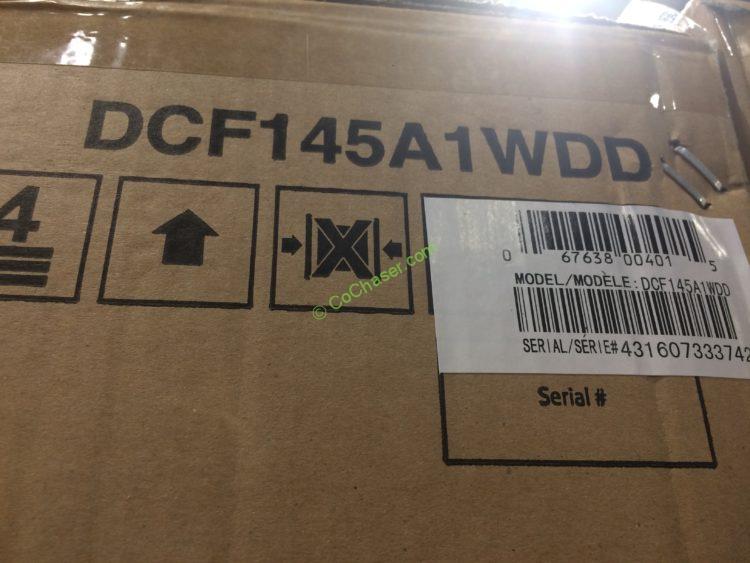 DCF145A1WDD
4
© CoChaser.com
0 67638 00401 5
MODEL/MODÈLE: DCF145A1WDD
SERIAL/SÉRIE# 431607333742
Serial #